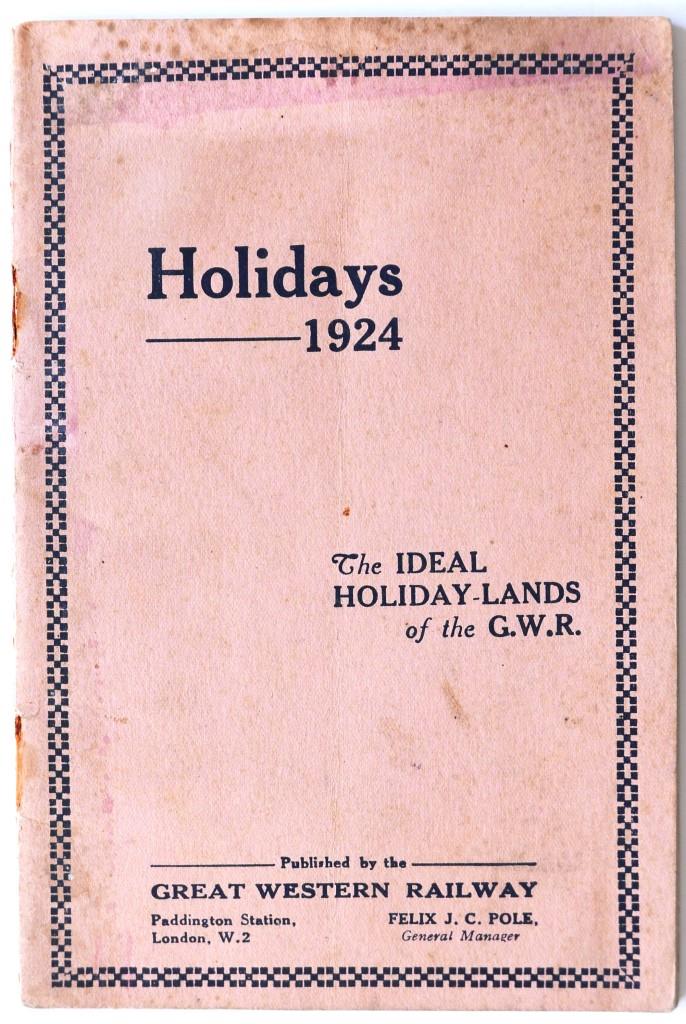 Holidays
1924
The IDEAL
HOLIDAY-LANDS
of the G.W.R.
Published by the
GREAT WESTERN RAILWAY
Paddington Station,
London, W.2
FELIX J. C. POLE,
General Manager